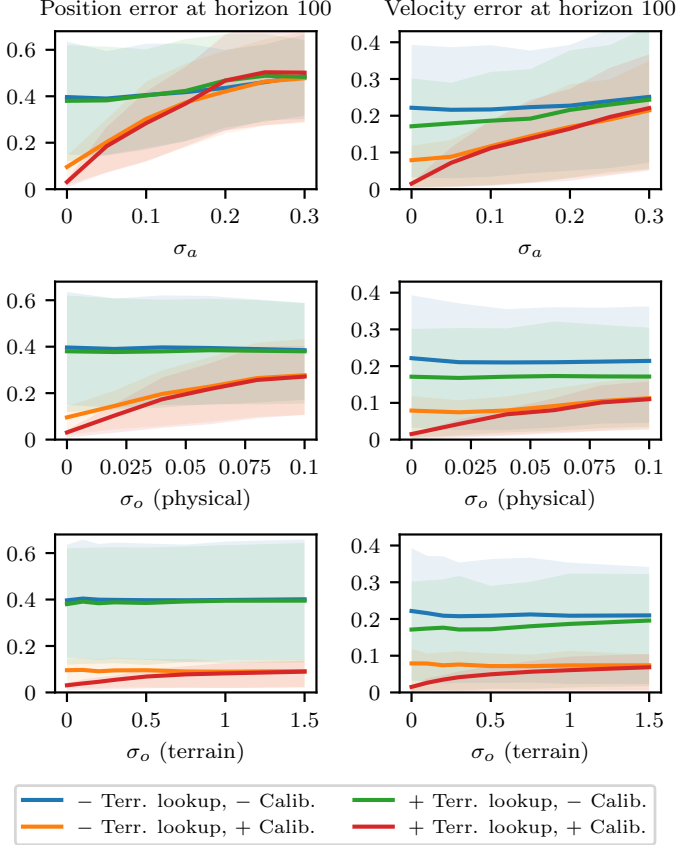 Position error at horizon 100
Velocity error at horizon 100
0.6
0.4
0.2
0
0 0.1 0.2 0.3
σ_a
0.4
0.3
0.2
0.1
0
0 0.1 0.2 0.3
σ_a
0.6
0.4
0.2
0
0 0.025 0.05 0.075 0.1
σ_o (physical)
0.4
0.3
0.2
0.1
0
0 0.025 0.05 0.075 0.1
σ_o (physical)
0.6
0.4
0.2
0
0 0.5 1 1.5
σ_o (terrain)
0.4
0.3
0.2
0.1
0
0 0.5 1 1.5
σ_o (terrain)
− Terr. lookup, − Calib.
− Terr. lookup, + Calib.
+ Terr. lookup, − Calib.
+ Terr. lookup, + Calib.